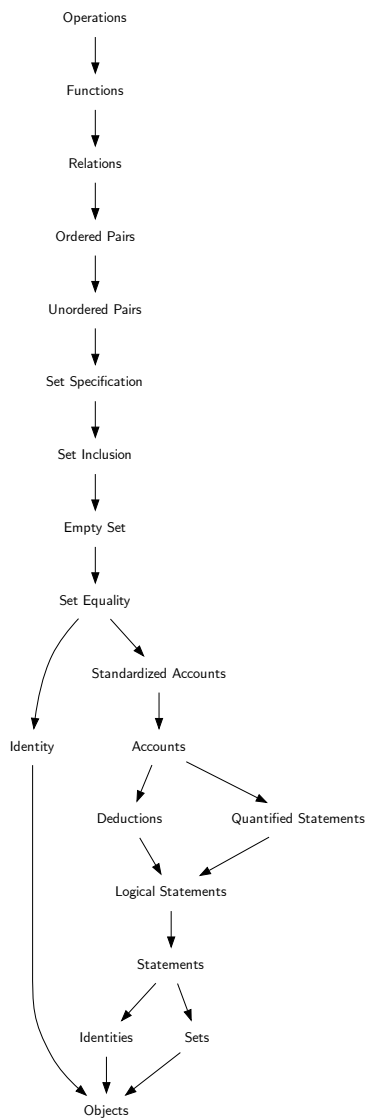 Operations
Functions
Relations
Ordered Pairs
Unordered Pairs
Set Specification
Set Inclusion
Empty Set
Set Equality
Standardized Accounts
Identity
Accounts
Deductions
Quantified Statements
Logical Statements
Statements
Identities
Sets
Objects